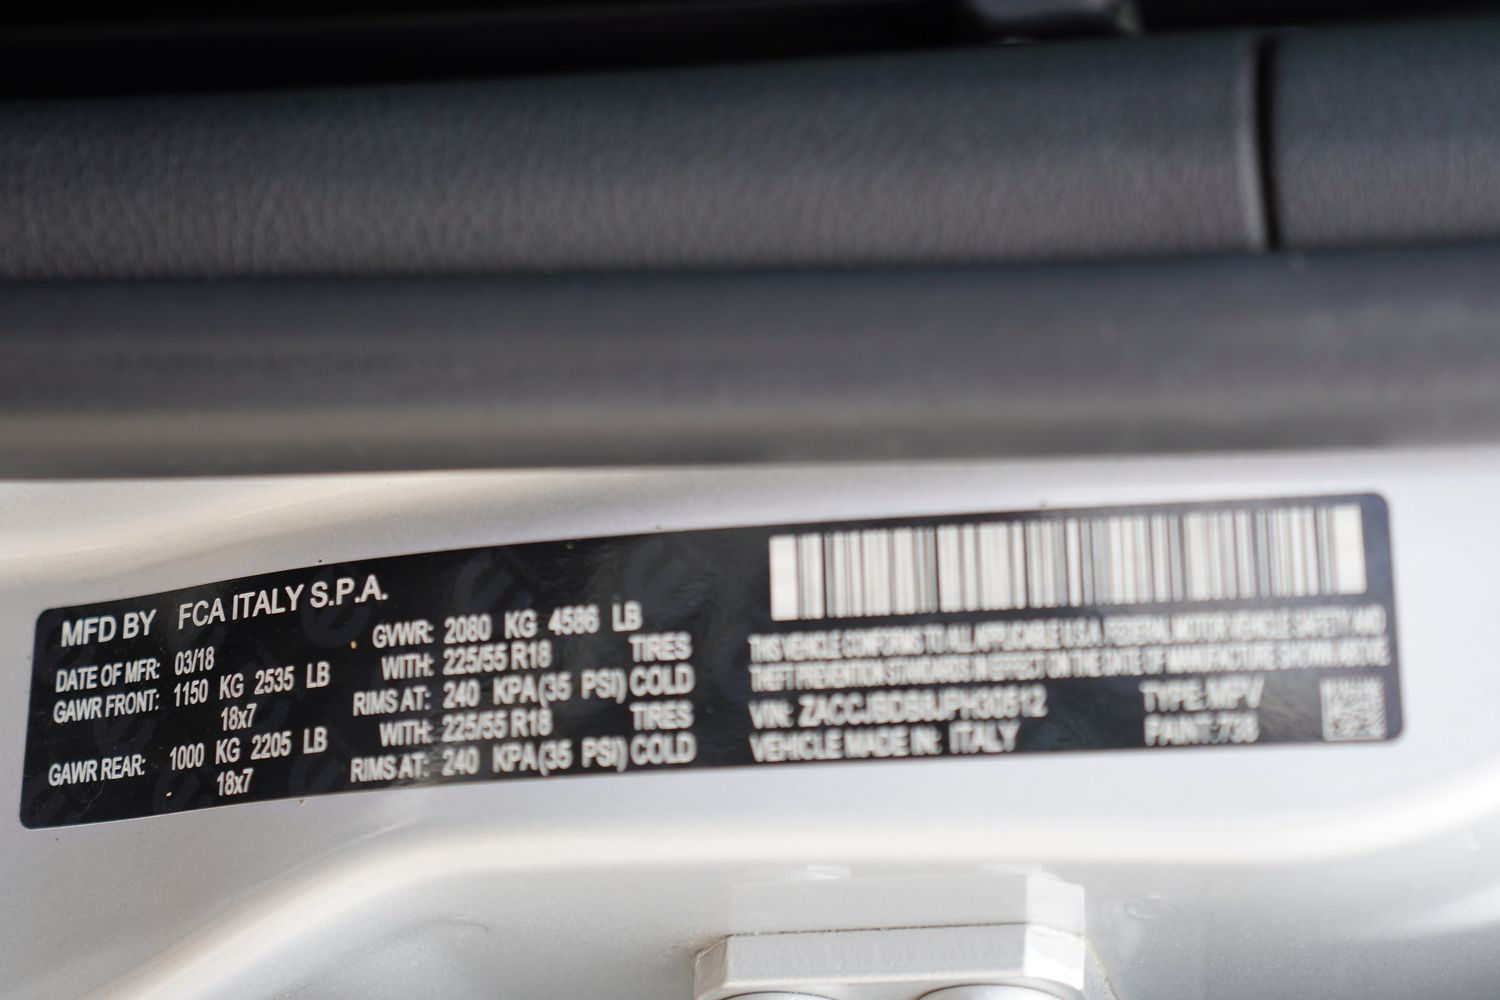 MFD BY FCA ITALY S.P.A.
DATE OF MFR: 03/18 GVWR: 2080 KG 4586 LB
GAWR FRONT: 1150 KG 2535 LB WITH: 225/55 R18 TIRES
18x7 RIMS AT: 240 KPA(35 PSI) COLD
GAWR REAR: 1000 KG 2205 LB WITH: 225/55 R18 TIRES
18x7 RIMS AT: 240 KPA(35 PSI) COLD
THIS VEHICLE CONFORMS TO ALL APPLICABLE U.S.A. FEDERAL MOTOR VEHICLE SAFETY AND
THEFT PREVENTION STANDARDS IN EFFECT ON THE DATE OF MANUFACTURE SHOWN ABOVE
VIN: TYPE: MPV
VEHICLE MADE IN: ITALY PAINT: